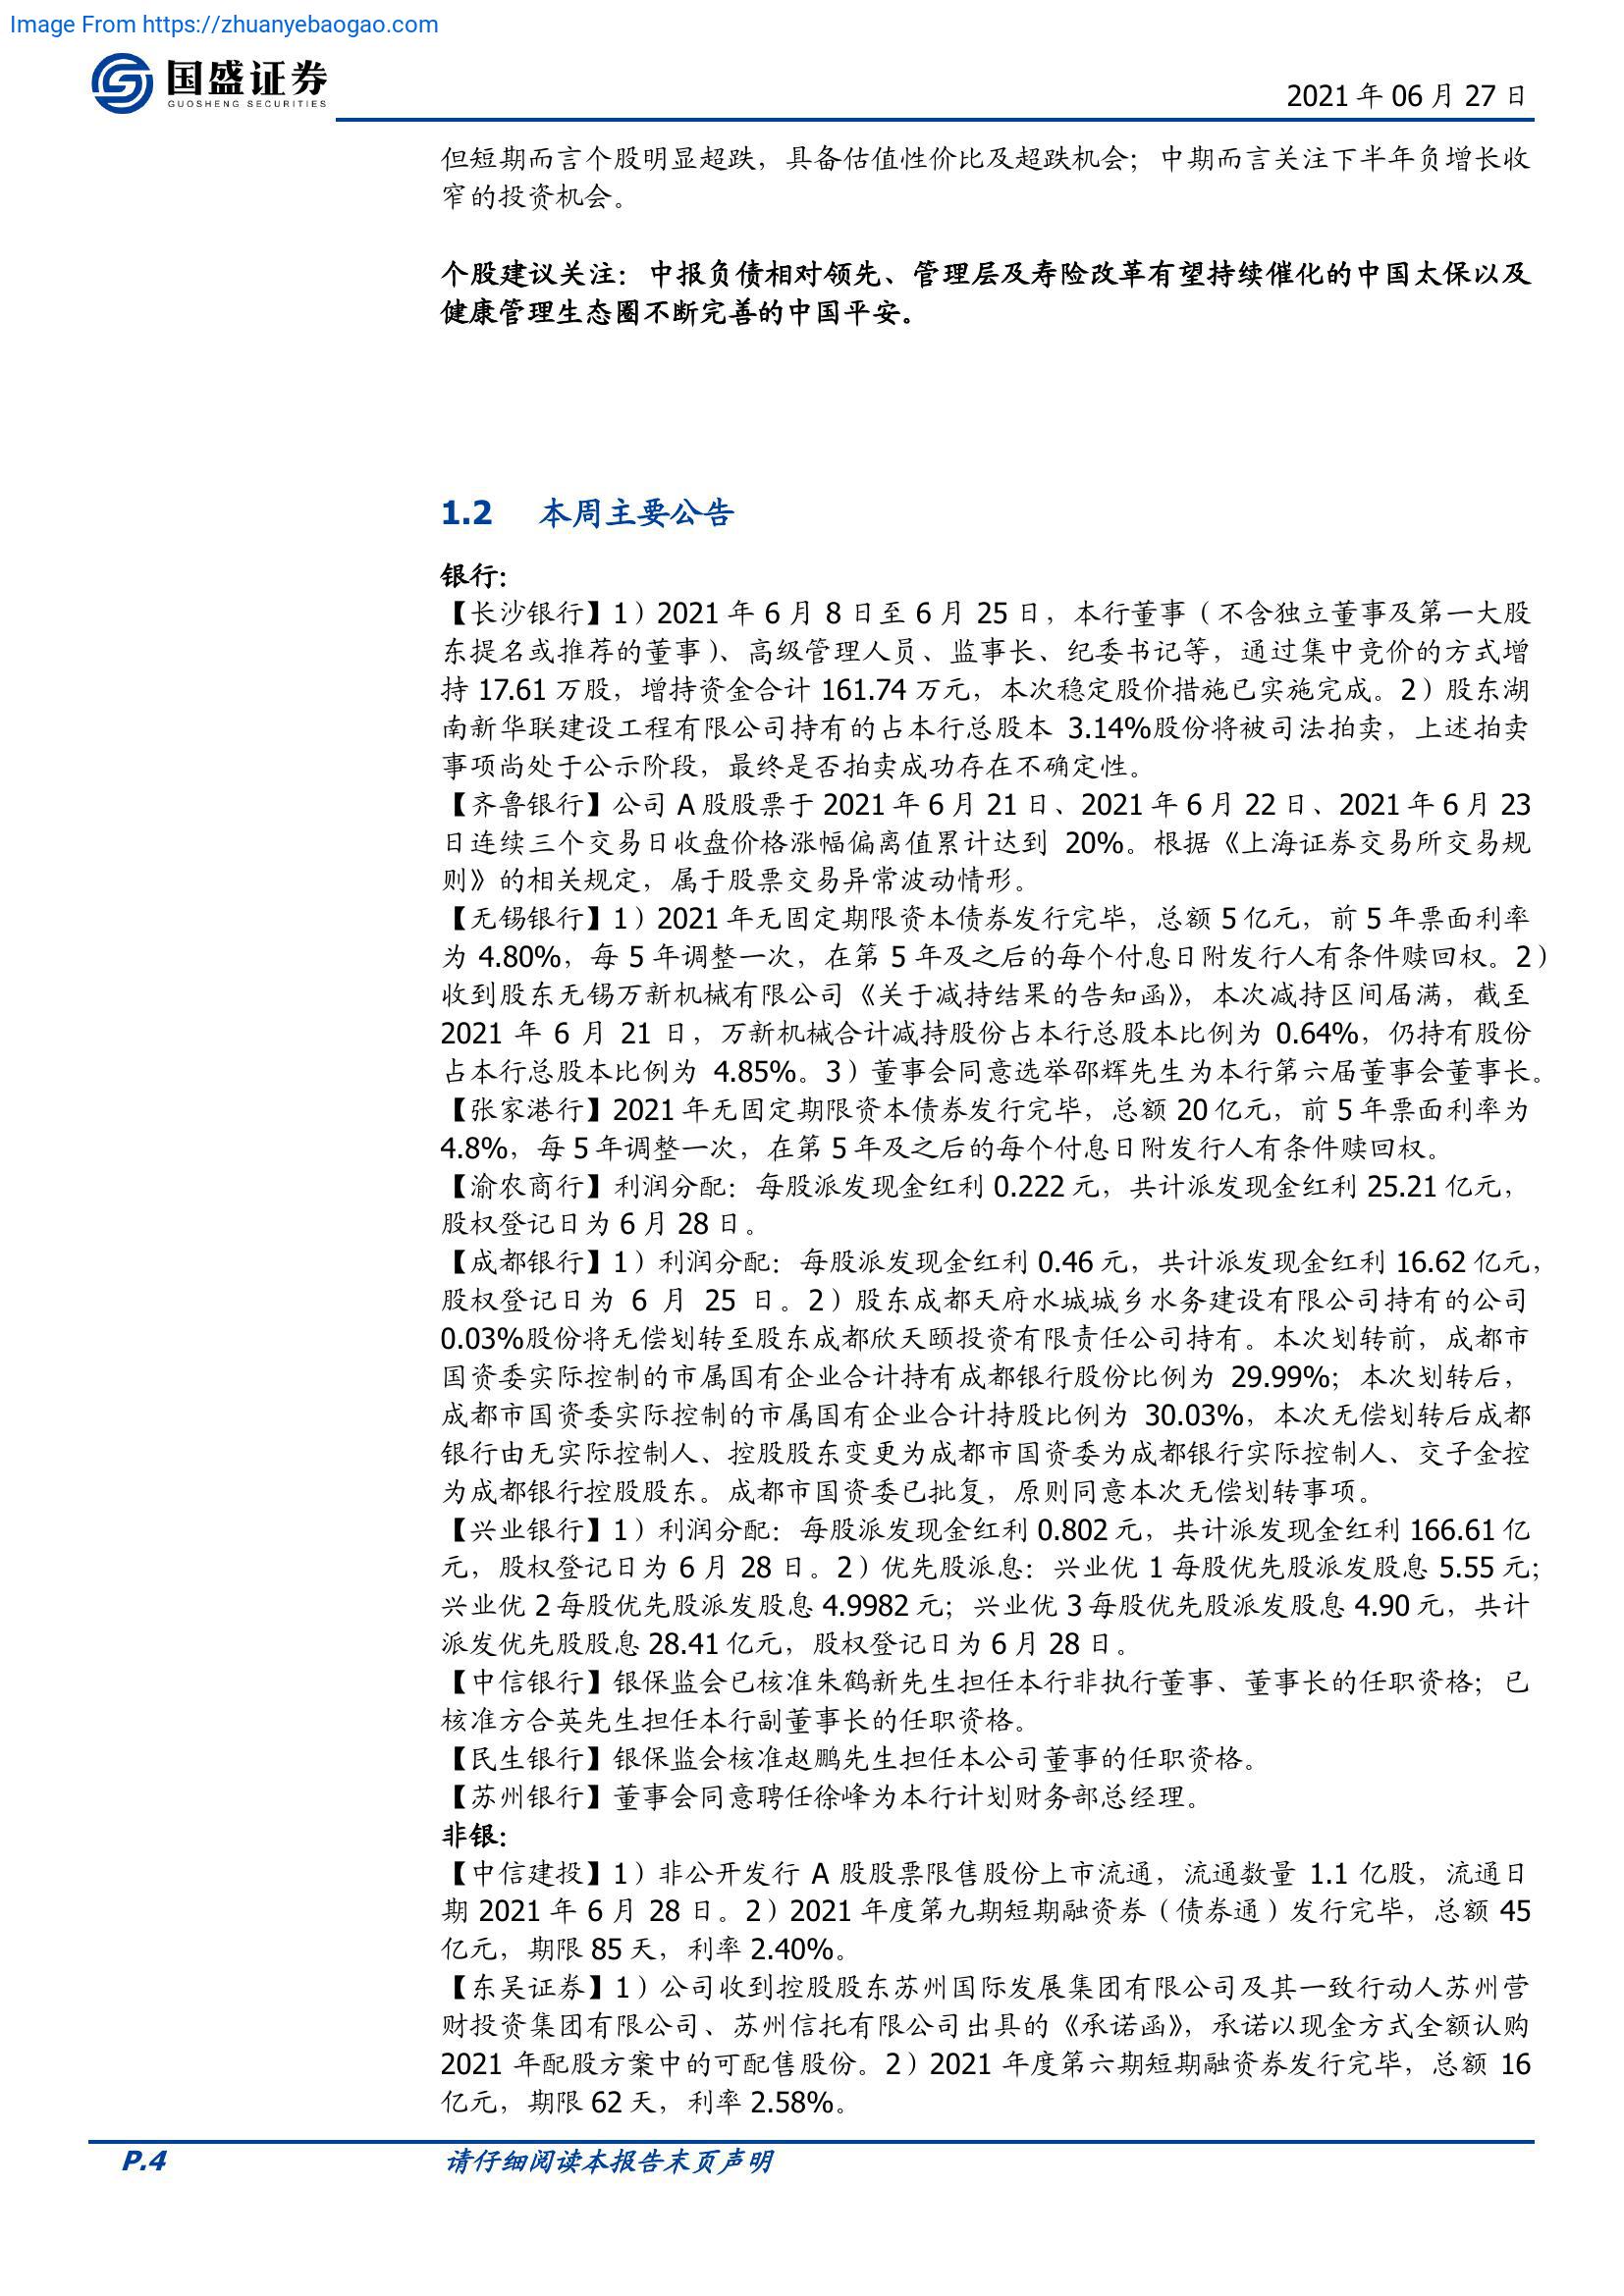 Image From https://zhuanyebaogao.com
国盛证券
GUOSHENG SECURITIES
2021 年 06 月 27 日
但短期而言个股明显超跌，具备估值性价比及超跌机会；中期而言关注下半年负增长收
窄的投资机会。
个股建议关注：中报负债相对领先、管理层及寿险改革有望持续催化的中国太保以及
健康管理生态圈不断完善的中国平安。
1.2 本周主要公告
银行：
【长沙银行】1）2021 年 6 月 8 日至 6 月 25 日，本行董事（不含独立董事及第一大股
东提名或推荐的董事）、高级管理人员、监事长、纪委书记等，通过集中竞价的方式增
持 17.61 万股，增持资金合计 161.74 万元，本次稳定股价措施已实施完成。2）股东湖
南新华联建设工程有限公司持有的占本行总股本 3.14%股份将被司法拍卖，上述拍卖
事项尚处于公示阶段，最终是否拍卖成功存在不确定性。
【齐鲁银行】公司 A 股股票于 2021 年 6 月 21 日、2021 年 6 月 22 日、2021 年 6 月 23
日连续三个交易日收盘价格涨幅偏离值累计达到 20%。根据《上海证券交易所交易规
则》的相关规定，属于股票交易异常波动情形。
【无锡银行】1）2021 年无固定期限资本债券发行完毕，总额 5 亿元，前 5 年票面利率
为 4.80%，每 5 年调整一次，在第 5 年及之后的每个付息日附发行人有条件赎回权。2）
收到股东无锡万新机械有限公司《关于减持结果的告知函》，本次减持区间届满，截至
2021 年 6 月 21 日，万新机械合计减持股份占本行总股本比例为 0.64%，仍持有股份
占本行总股本比例为 4.85%。3）董事会同意选举邵辉先生为本行第六届董事会董事长。
【张家港行】2021 年无固定期限资本债券发行完毕，总额 20 亿元，前 5 年票面利率为
4.8%，每 5 年调整一次，在第 5 年及之后的每个付息日附发行人有条件赎回权。
【渝农商行】利润分配：每股派发现金红利 0.222 元，共计派发现金红利 25.21 亿元，
股权登记日为 6 月 28 日。
【成都银行】1）利润分配：每股派发现金红利 0.46 元，共计派发现金红利 16.62 亿元，
股权登记日为 6 月 25 日。2）股东成都天府水城城乡水务建设有限公司持有的公司
0.03%股份将无偿划转至股东成都欣天颐投资有限责任公司持有。本次划转前，成都市
国资委实际控制的市属国有企业合计持有成都银行股份比例为 29.99%；本次划转后，
成都市国资委实际控制的市属国有企业合计持股比例为 30.03%，本次无偿划转后成都
银行由无实际控制人、控股股东变更为成都市国资委为成都银行实际控制人、交子金控
为成都银行控股股东。成都市国资委已批复，原则同意本次无偿划转事项。
【兴业银行】1）利润分配：每股派发现金红利 0.802 元，共计派发现金红利 166.61 亿
元，股权登记日为 6 月 28 日。2）优先股派息：兴业优 1 每股优先股派发股息 5.55 元；
兴业优 2 每股优先股派发股息 4.9982 元；兴业优 3 每股优先股派发股息 4.90 元，共计
派发优先股股息 28.41 亿元，股权登记日为 6 月 28 日。
【中信银行】银保监会已核准朱鹤新先生担任本行非执行董事、董事长的任职资格；已
核准方合英先生担任本行副董事长的任职资格。
【民生银行】银保监会核准赵鹏先生担任本公司董事的任职资格。
【苏州银行】董事会同意聘任徐峰为本行计划财务部总经理。
非银：
【中信建投】1）非公开发行 A 股股票限售股份上市流通，流通数量 1.1 亿股，流通日
期 2021 年 6 月 28 日。2）2021 年度第九期短期融资券（债券通）发行完毕，总额 45
亿元，期限 85 天，利率 2.40%。
【东吴证券】1）公司收到控股股东苏州国际发展集团有限公司及其一致行动人苏州营
财投资集团有限公司、苏州信托有限公司出具的《承诺函》，承诺以现金方式全额认购
2021 年配股方案中的可配售股份。2）2021 年度第六期短期融资券发行完毕，总额 16
亿元，期限 62 天，利率 2.58%。
P.4 请仔细阅读本报告末页声明